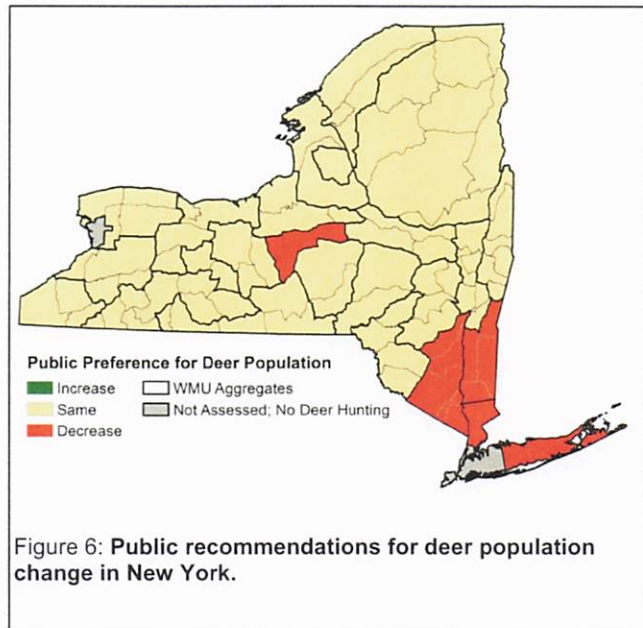 Public Preference for Deer Population
Increase
WMU Aggregates
Same
Not Assessed; No Deer Hunting
Decrease
Figure 6: Public recommendations for deer population
change in New York.